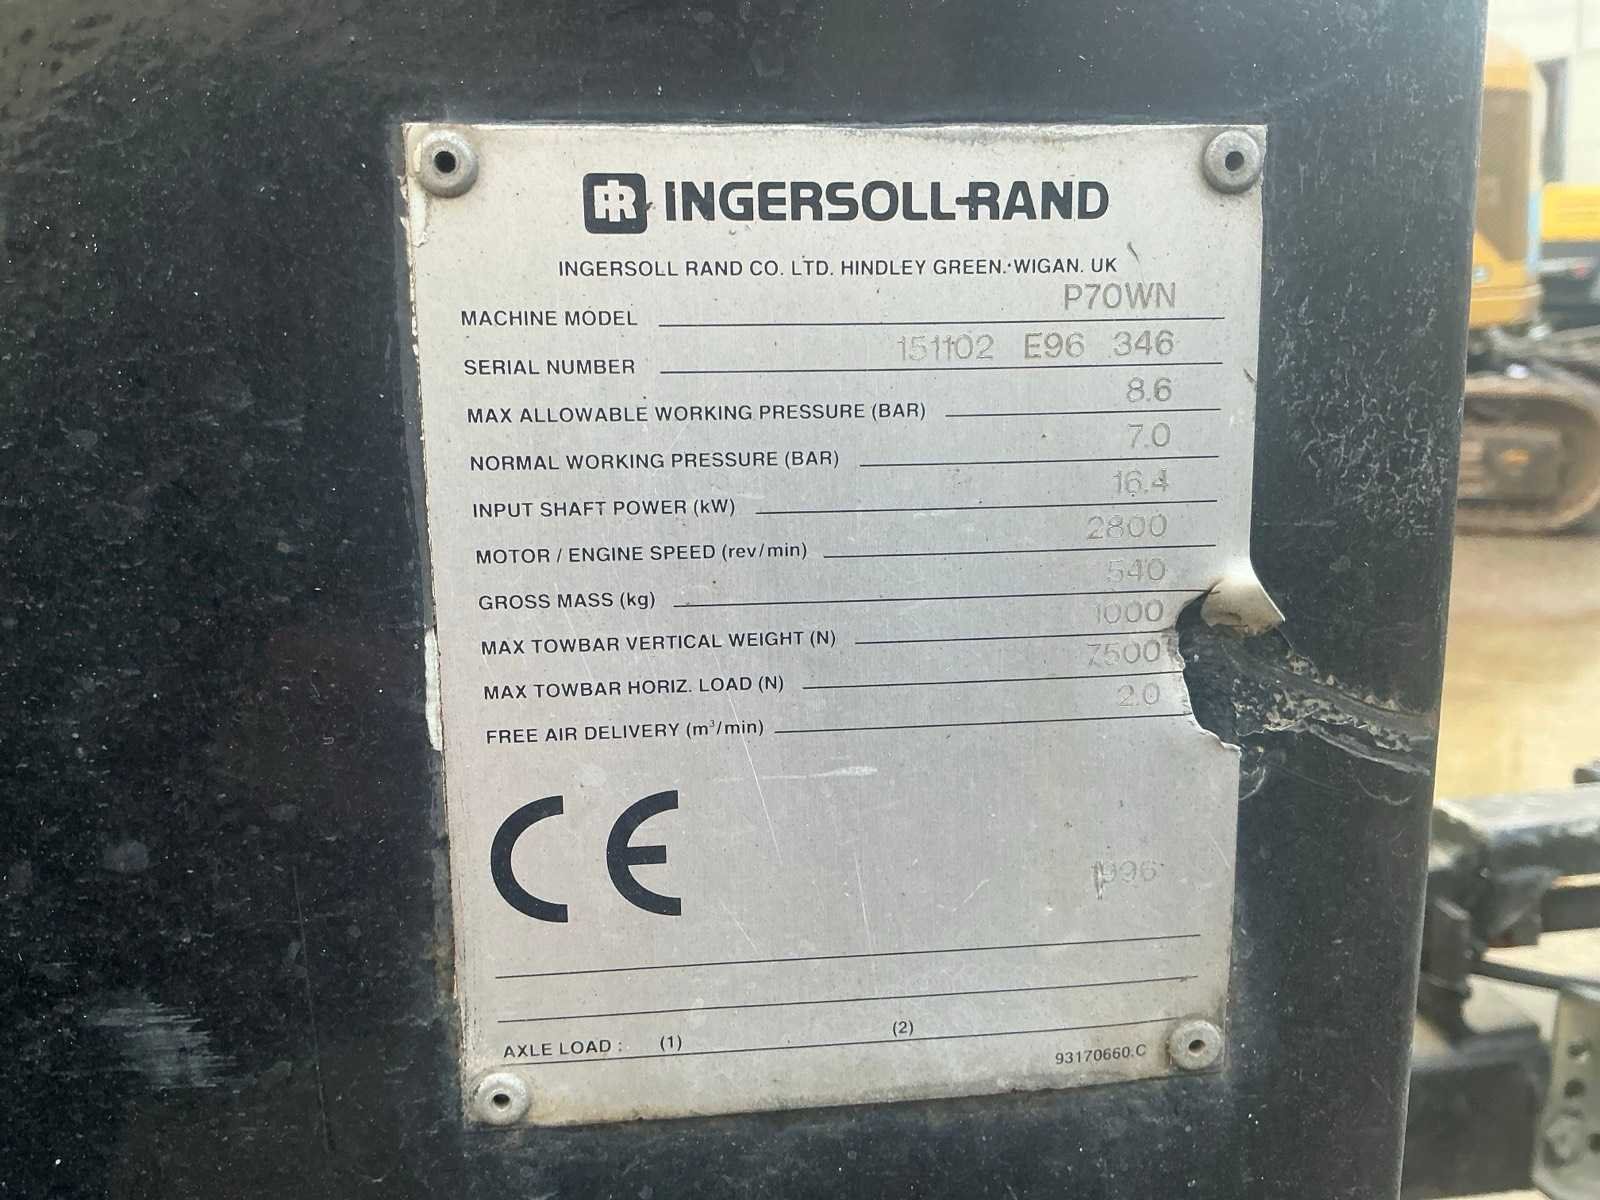 IR INGERSOLL-RAND
INGERSOLL RAND CO. LTD. HINDLEY GREEN. WIGAN. UK
MACHINE MODEL P70WN
SERIAL NUMBER 151102 E96 346
MAX ALLOWABLE WORKING PRESSURE (BAR) 8.6
NORMAL WORKING PRESSURE (BAR) 7.0
INPUT SHAFT POWER (kW) 16.4
MOTOR / ENGINE SPEED (rev/min) 2800
GROSS MASS (kg) 540
MAX TOWBAR VERTICAL WEIGHT (N) 1000
MAX TOWBAR HORIZ. LOAD (N) 7500
FREE AIR DELIVERY (m³/min) 2.0
CE 1996
AXLE LOAD : (1) (2) 93170660.C